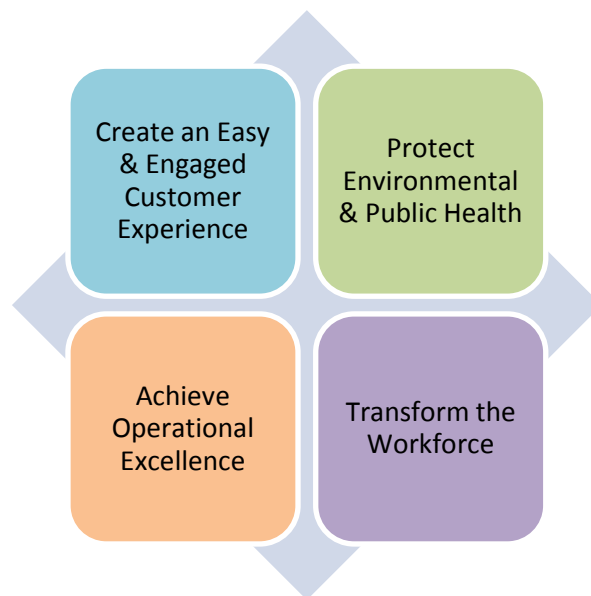 Create an Easy
& Engaged
Customer
Experience
Protect
Environmental
& Public Health
Achieve
Operational
Excellence
Transform the
Workforce